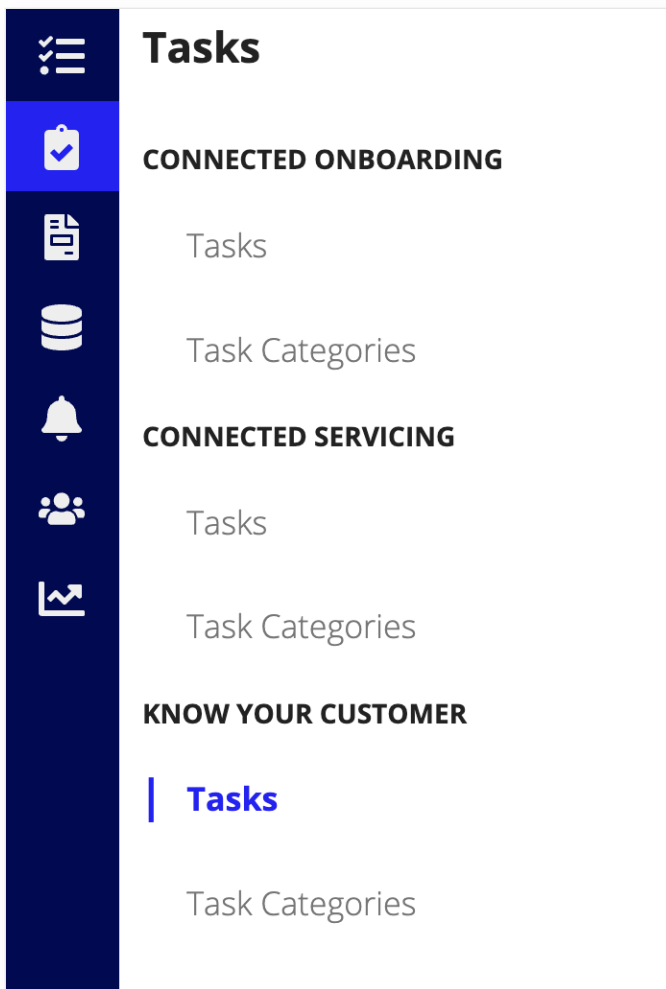 Tasks
CONNECTED ONBOARDING
Tasks
Task Categories
CONNECTED SERVICING
Tasks
Task Categories
KNOW YOUR CUSTOMER
Tasks
Task Categories